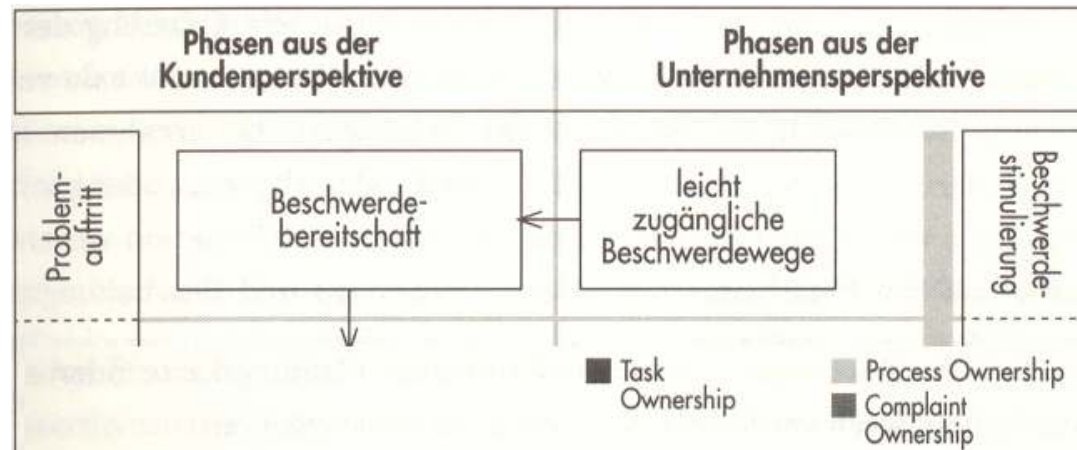 Phasen aus der
Kundenperspektive
Phasen aus der
Unternehmensperspektive
Problem-
auftritt
Beschwerde-
bereitschaft
leicht
zugängliche
Beschwerdewege
Beschwerde-
stimulierung
Task
Ownership
Process Ownership
Complaint
Ownership